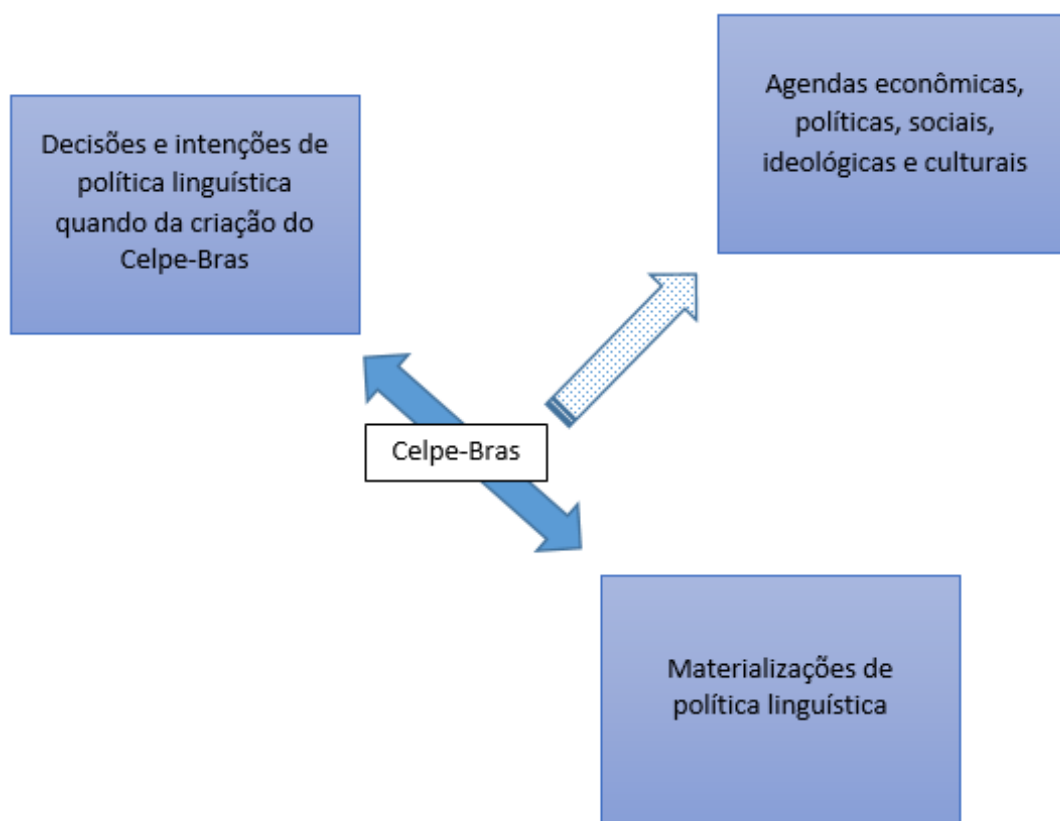 Decisões e intenções de
política linguística
quando da criação do
Celpe-Bras
Agendas econômicas,
políticas, sociais,
ideológicas e culturais
Celpe-Bras
Materializações de
política linguística